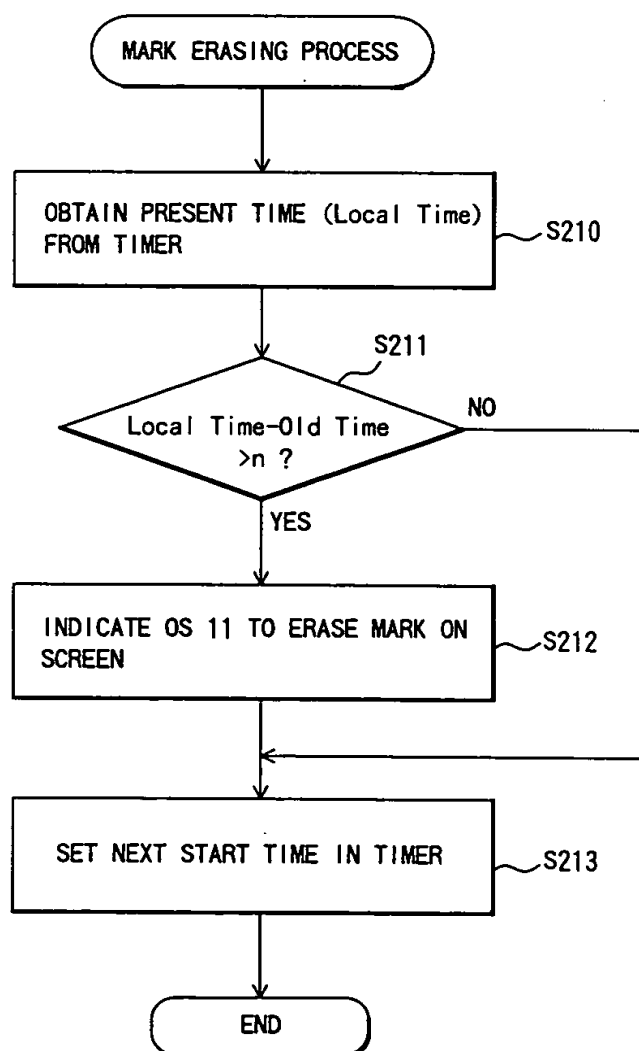 MARK ERASING PROCESS
OBTAIN PRESENT TIME (Local Time)
FROM TIMER
S210
S211
Local Time-Old Time
>n ?
NO
YES
INDICATE OS 11 TO ERASE MARK ON
SCREEN
S212
SET NEXT START TIME IN TIMER
S213
END